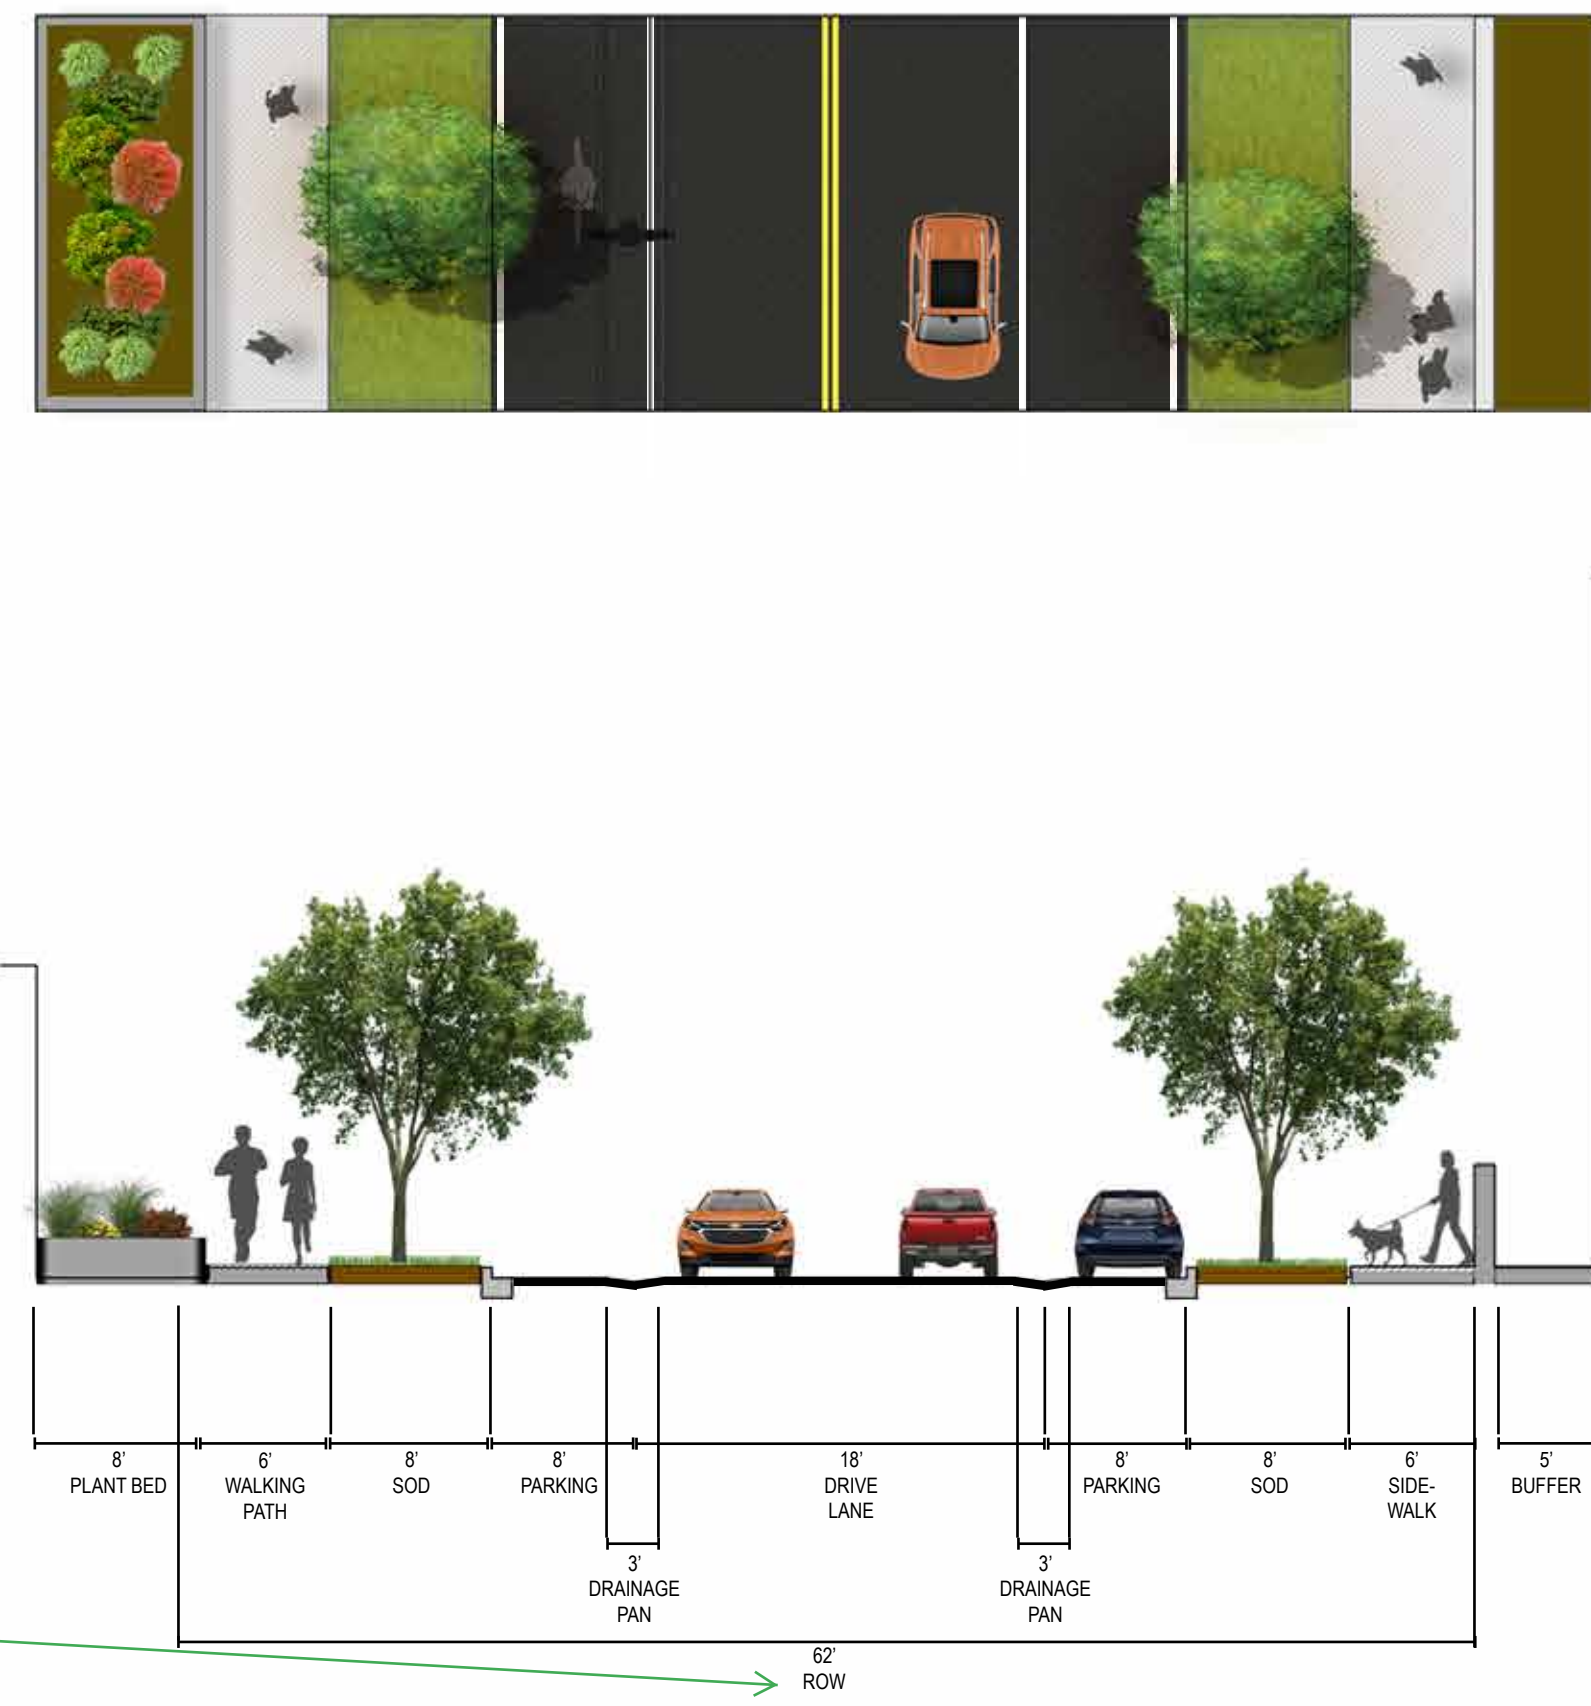 8’
PLANT BED
6’
WALKING
PATH
8’
SOD
8’
PARKING
18’
DRIVE
LANE
8’
PARKING
8’
SOD
6’
SIDE-
WALK
5’
BUFFER
3’
DRAINAGE
PAN
3’
DRAINAGE
PAN
62’
ROW